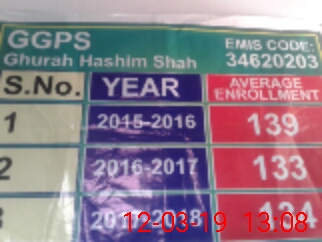 GGPS
EMIS CODE:
Ghurah Hashim Shah
34620203
S.No. YEAR AVERAGE ENROLLMENT
1 2015-2016 139
2 2016-2017 133
3
12-03-19 13:08